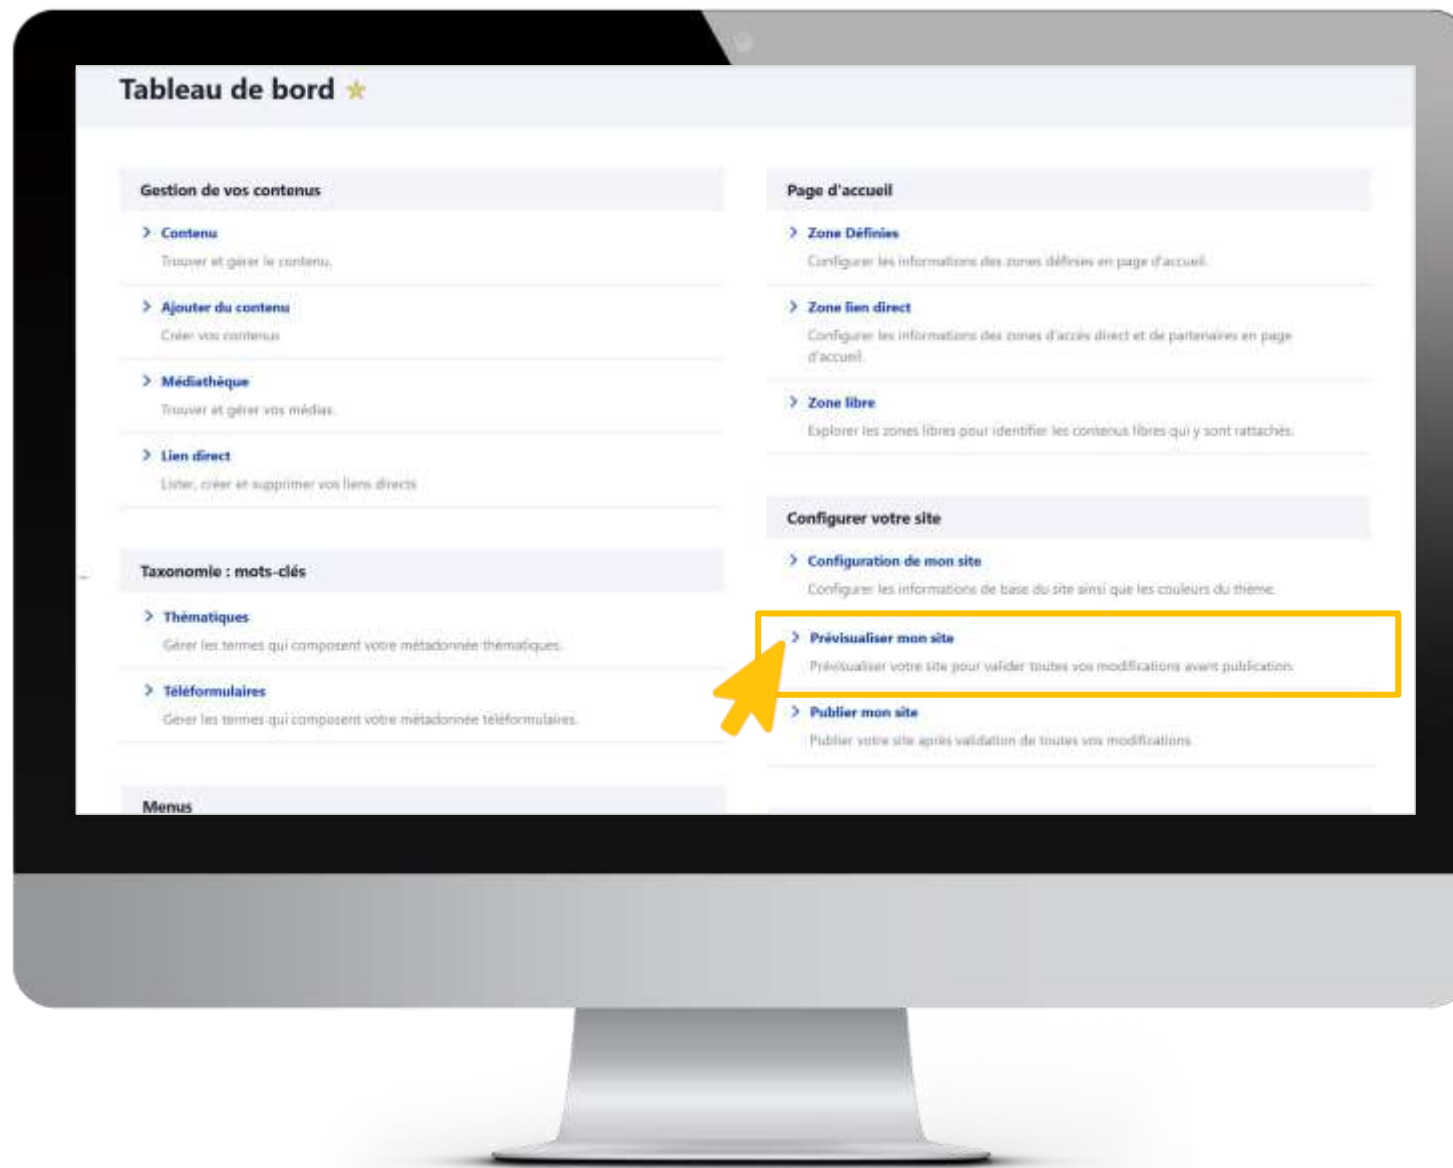 Tableau de bord
Gestion de vos contenus
Contenu
Trouver et gérer le contenu.
Ajouter du contenu
Créer vos contenus
Médiathèque
Trouver et gérer vos médias.
Lien direct
Lister, créer et supprimer vos liens directs
Taxonomie : mots-clés
Thématiques
Gérer les termes qui composent votre métadonnée thématiques.
Téléformulaires
Gérer les termes qui composent votre métadonnée téléformulaires.
Menus
Page d'accueil
Zone Définies
Configurer les informations des zones définies en page d'accueil.
Zone lien direct
Configurer les informations des zones d'accès direct et de partenaires en page
d'accueil.
Zone libre
Explorer les zones libres pour identifier les contenus libres qui y sont rattachés.
Configurer votre site
Configuration de mon site
Configurer les informations de base du site ainsi que les couleurs du thème.
Prévisualiser mon site
Prévisualiser votre site pour valider toutes vos modifications avant publication.
Publier mon site
Publier votre site après validation de toutes vos modifications.